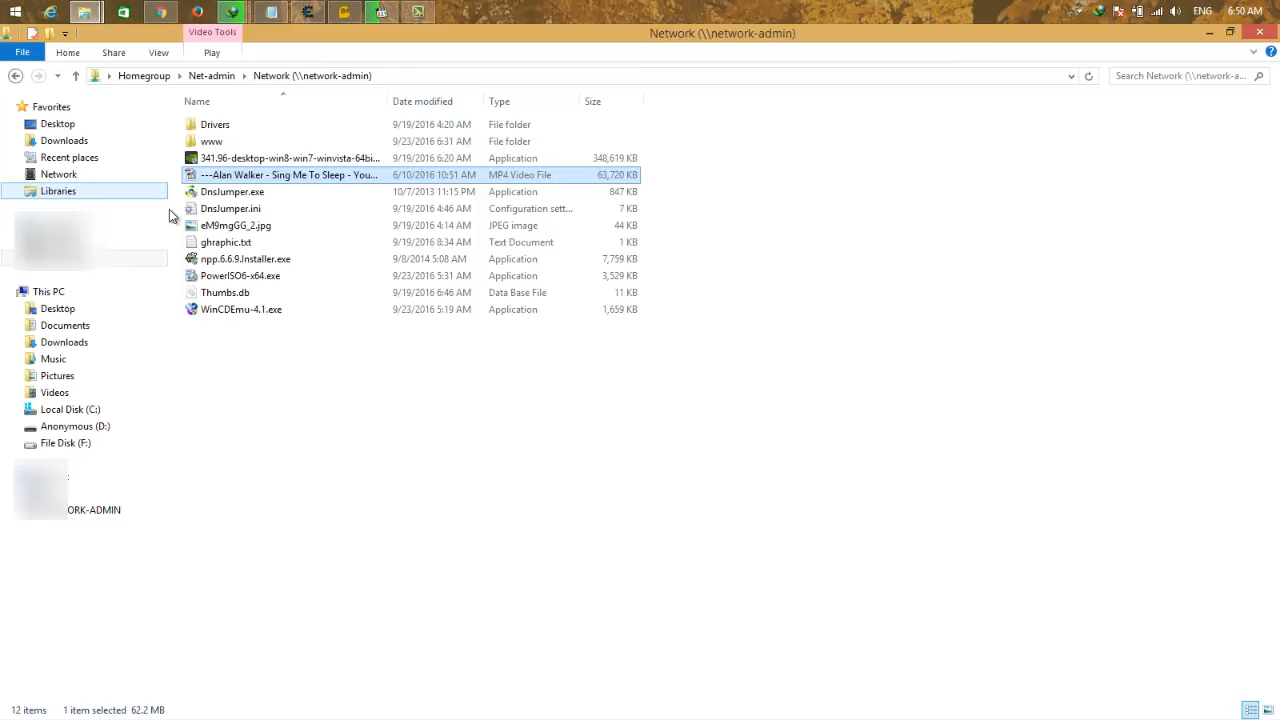 ENG 6:50 AM
Video Tools
Network (\\network-admin)
File Home Share View Play
Homegroup Net-admin Network (\\network-admin) Search Network (\\network-a...
Name Date modified Type Size
Favorites
Desktop
Downloads
Recent places
Network
Libraries
This PC
Desktop
Documents
Downloads
Music
Pictures
Videos
Local Disk (C:)
Anonymous (D:)
File Disk (F:)
ORK-ADMIN
Drivers 9/19/2016 4:20 AM File folder
www 9/23/2016 6:31 AM File folder
341.96-desktop-win8-win7-winvista-64bi... 9/19/2016 6:20 AM Application 348,619 KB
---Alan Walker - Sing Me To Sleep - You... 6/10/2016 10:51 AM MP4 Video File 63,720 KB
DnsJumper.exe 10/7/2013 11:15 PM Application 847 KB
DnsJumper.ini 9/19/2016 4:46 AM Configuration sett... 7 KB
eM9mgGG_2.jpg 9/19/2016 4:14 AM JPEG image 44 KB
ghraphic.txt 9/19/2016 8:34 AM Text Document 1 KB
npp.6.6.9.Installer.exe 9/8/2014 5:08 AM Application 7,759 KB
PowerISO6-x64.exe 9/23/2016 5:31 AM Application 3,529 KB
Thumbs.db 9/19/2016 6:46 AM Data Base File 11 KB
WinCDEmu-4.1.exe 9/23/2016 5:19 AM Application 1,659 KB
12 items 1 item selected 62.2 MB